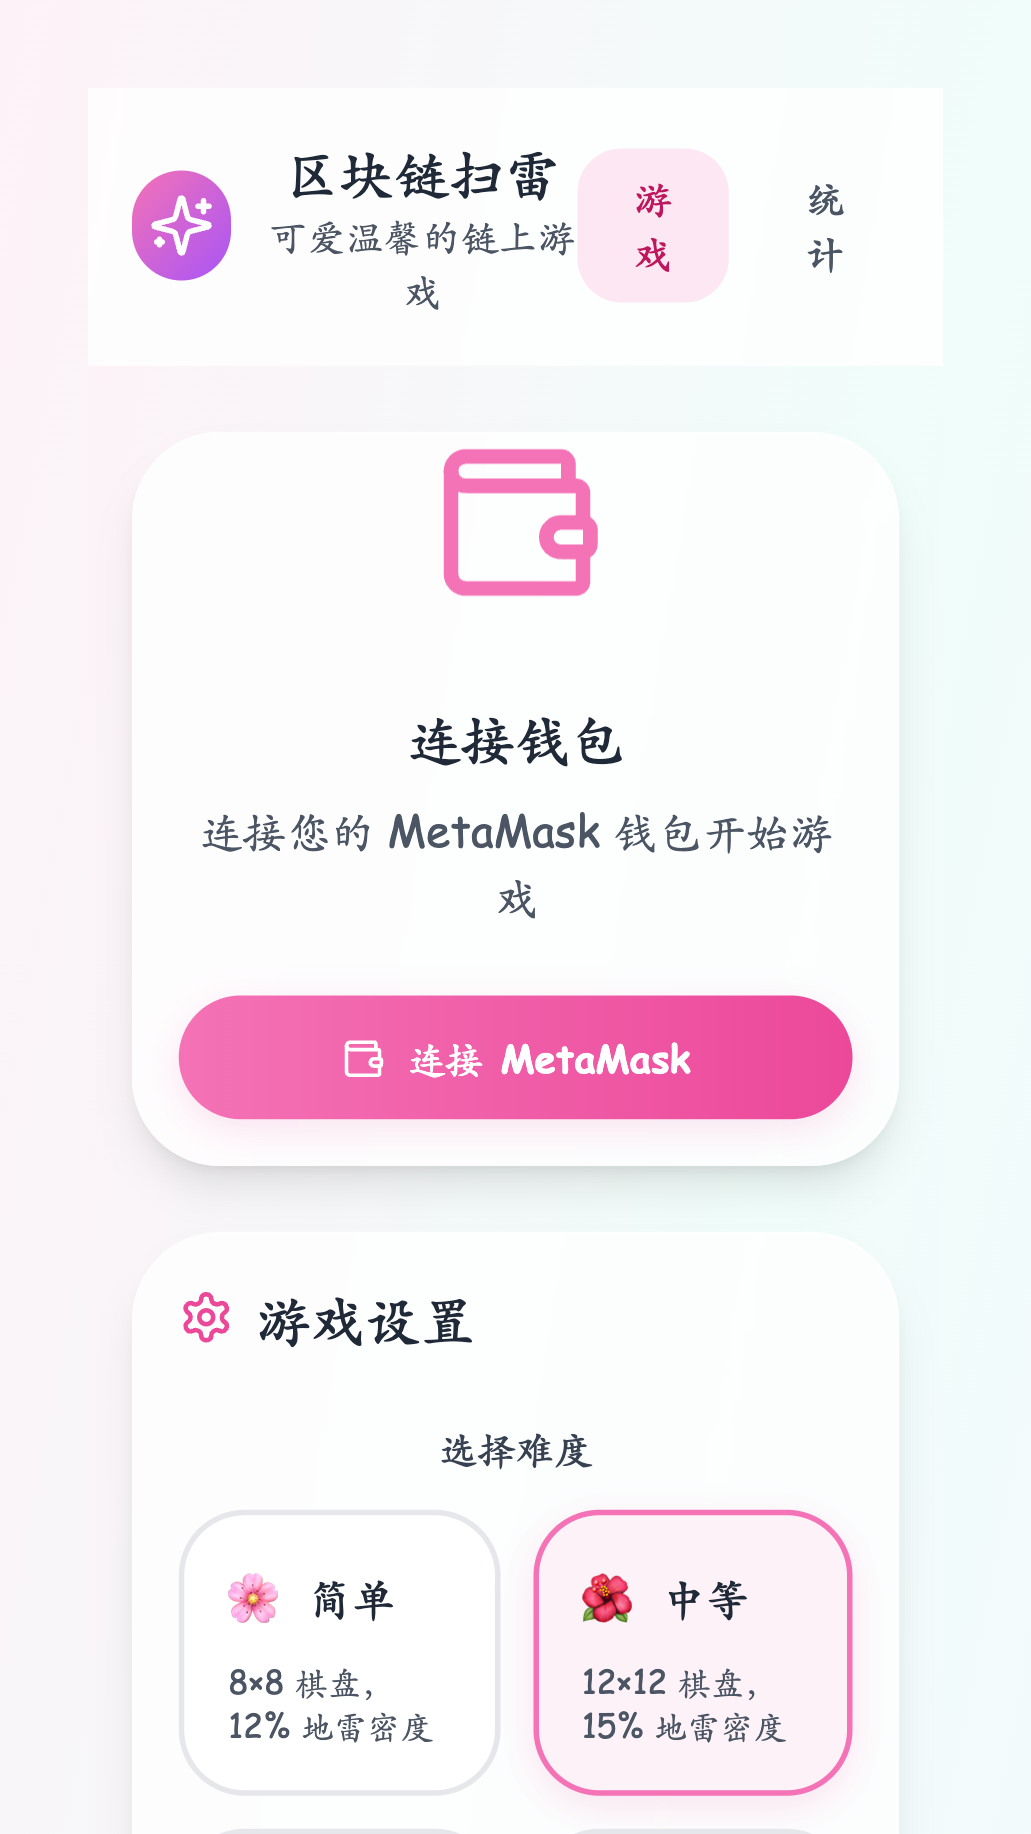 区块链扫雷
可爱温馨的链上游
戏
游
戏
统
计
连接钱包
连接您的 MetaMask 钱包开始游
戏
连接 MetaMask
游戏设置
选择难度
简单
8×8 棋盘，
12% 地雷密度
中等
12×12 棋盘，
15% 地雷密度